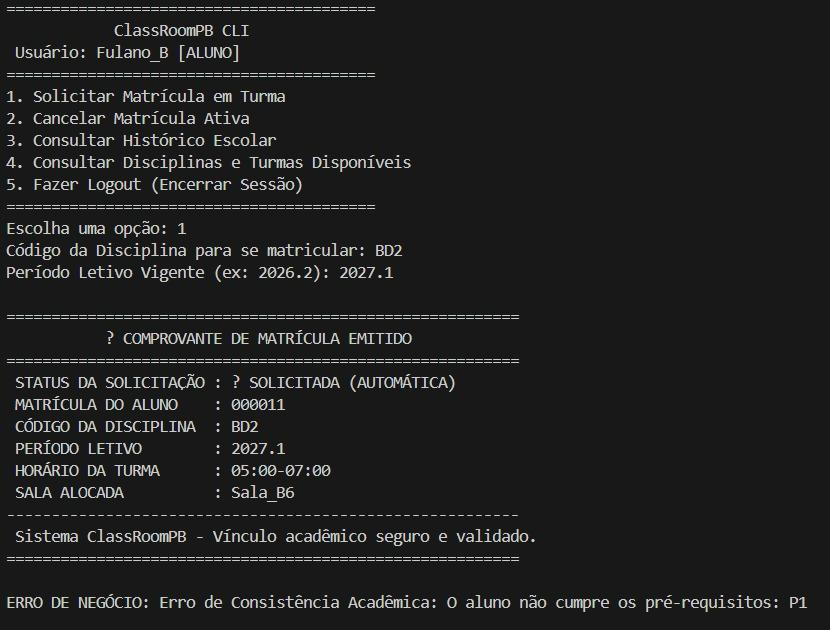 =========================================
ClassRoomPB CLI
Usuário: Fulano_B [ALUNO]
=========================================
1. Solicitar Matrícula em Turma
2. Cancelar Matrícula Ativa
3. Consultar Histórico Escolar
4. Consultar Disciplinas e Turmas Disponíveis
5. Fazer Logout (Encerrar Sessão)
=========================================
Escolha uma opção: 1
Código da Disciplina para se matricular: BD2
Período Letivo Vigente (ex: 2026.2): 2027.1
=========================================================
? COMPROVANTE DE MATRÍCULA EMITIDO
=========================================================
STATUS DA SOLICITAÇÃO : ? SOLICITADA (AUTOMÁTICA)
MATRÍCULA DO ALUNO : 000011
CÓDIGO DA DISCIPLINA : BD2
PERÍODO LETIVO : 2027.1
HORÁRIO DA TURMA : 05:00-07:00
SALA ALOCADA : Sala_B6
---------------------------------------------------------
Sistema ClassRoomPB - Vínculo acadêmico seguro e validado.
=========================================================
ERRO DE NEGÓCIO: Erro de Consistência Acadêmica: O aluno não cumpre os pré-requisitos: P1